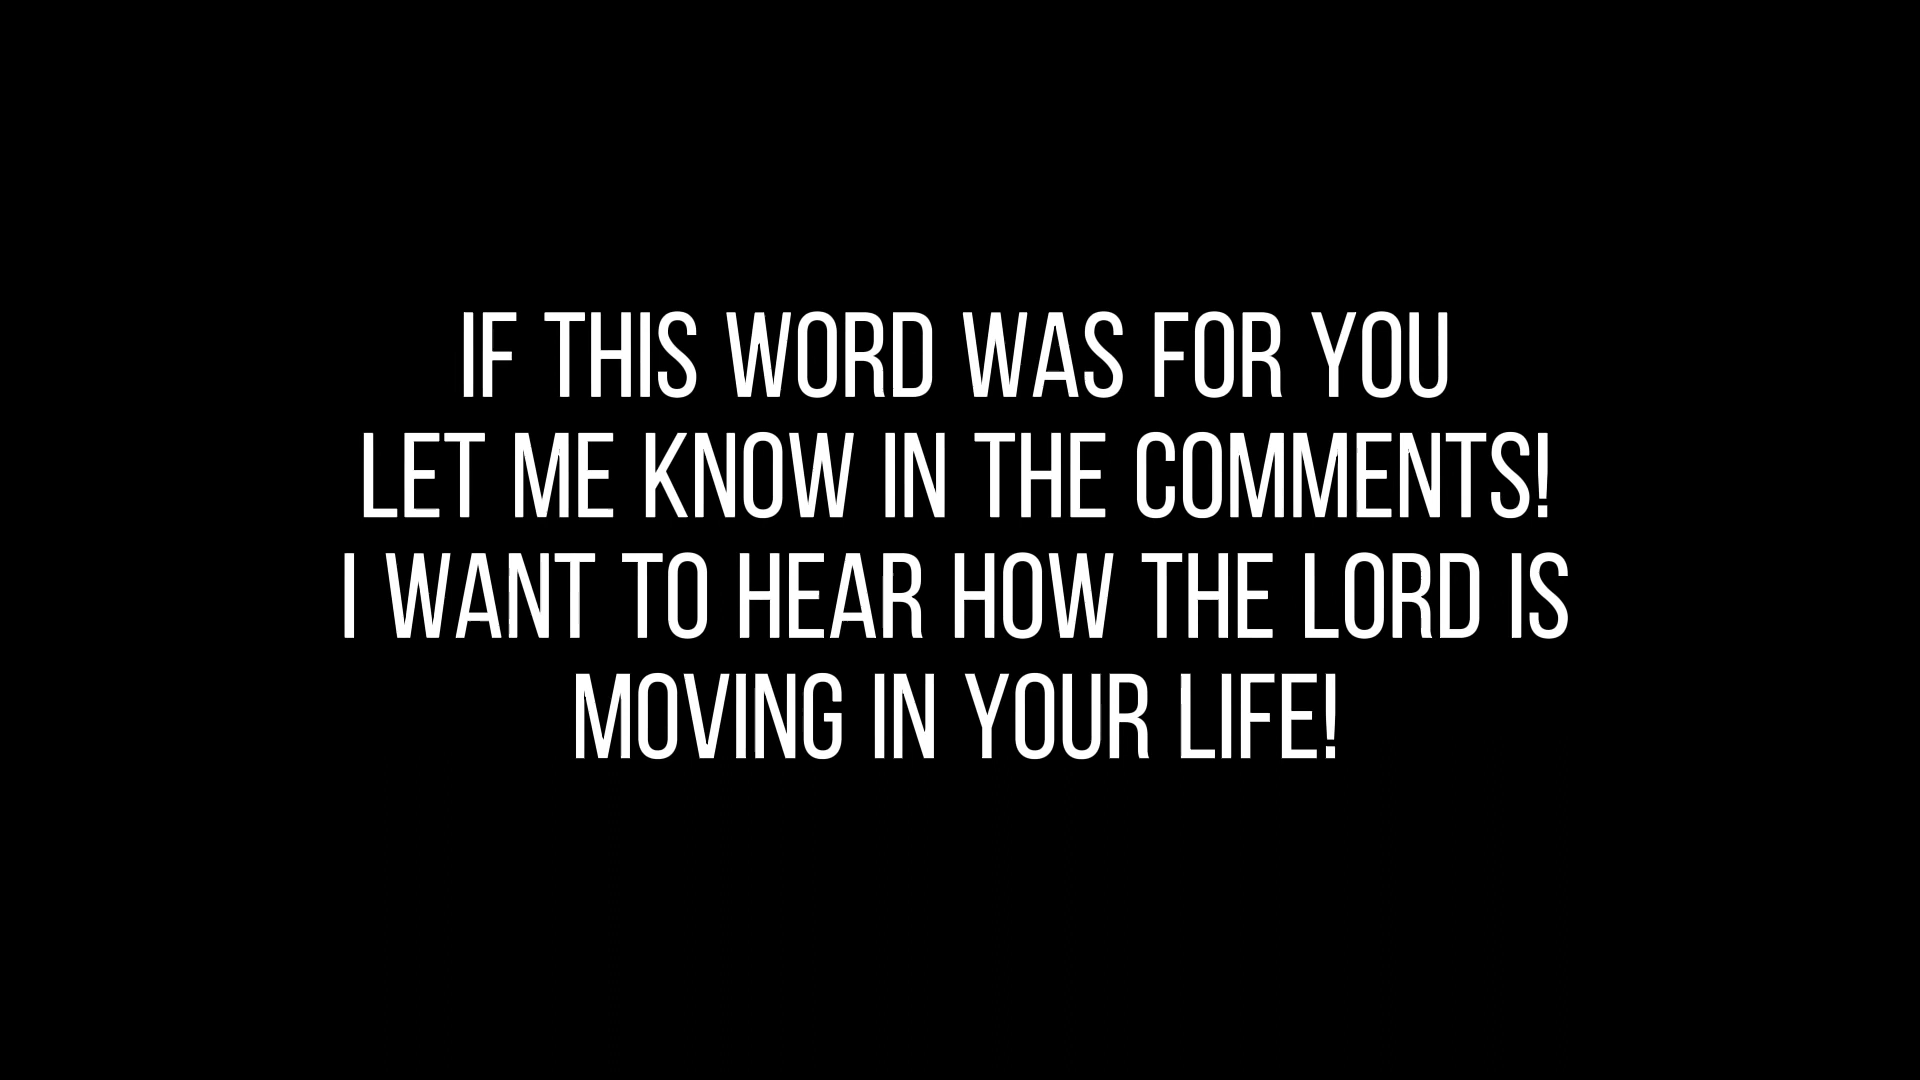 IF THIS WORD WAS FOR YOU
LET ME KNOW IN THE COMMENTS!
I WANT TO HEAR HOW THE LORD IS
MOVING IN YOUR LIFE!